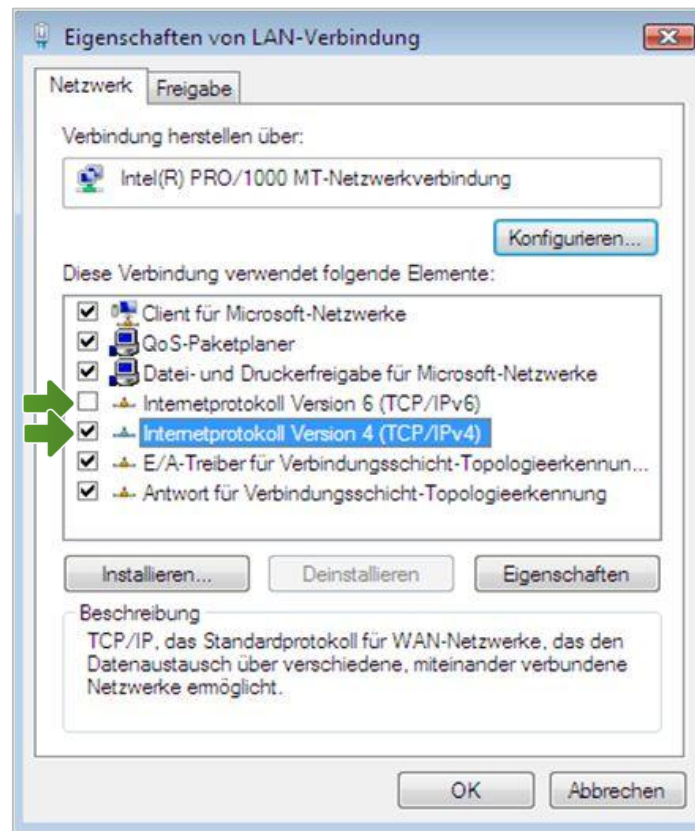 Eigenschaften von LAN-Verbindung
Netzwerk
Freigabe
Verbindung herstellen über:
Intel(R) PRO/1000 MT-Netzwerkverbindung
Konfigurieren...
Diese Verbindung verwendet folgende Elemente:
Client für Microsoft-Netzwerke
QoS-Paketplaner
Datei- und Druckerfreigabe für Microsoft-Netzwerke
Internetprotokoll Version 6 (TCP/IPv6)
Internetprotokoll Version 4 (TCP/IPv4)
E/A-Treiber für Verbindungsschicht-Topologieerkennun...
Antwort für Verbindungsschicht-Topologieerkennung
Installieren...
Deinstallieren
Eigenschaften
Beschreibung
TCP/IP, das Standardprotokoll für WAN-Netzwerke, das den
Datenaustausch über verschiedene, miteinander verbundene
Netzwerke ermöglicht.
OK
Abbrechen